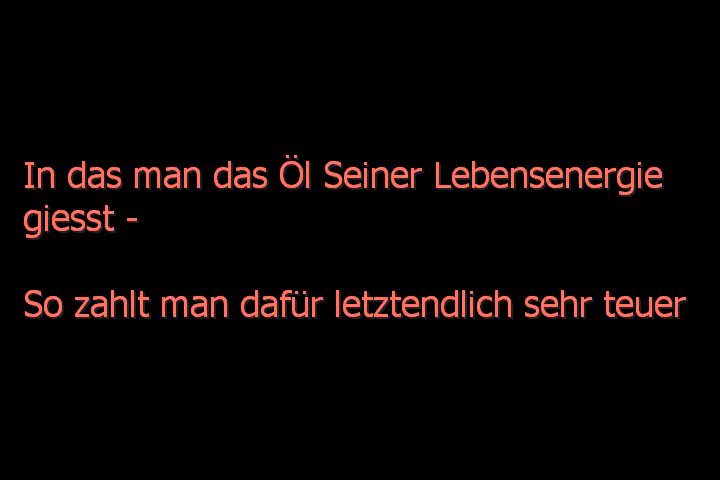 In das man das Öl Seiner Lebensenergie
giesst -
So zahlt man dafür letztendlich sehr teuer